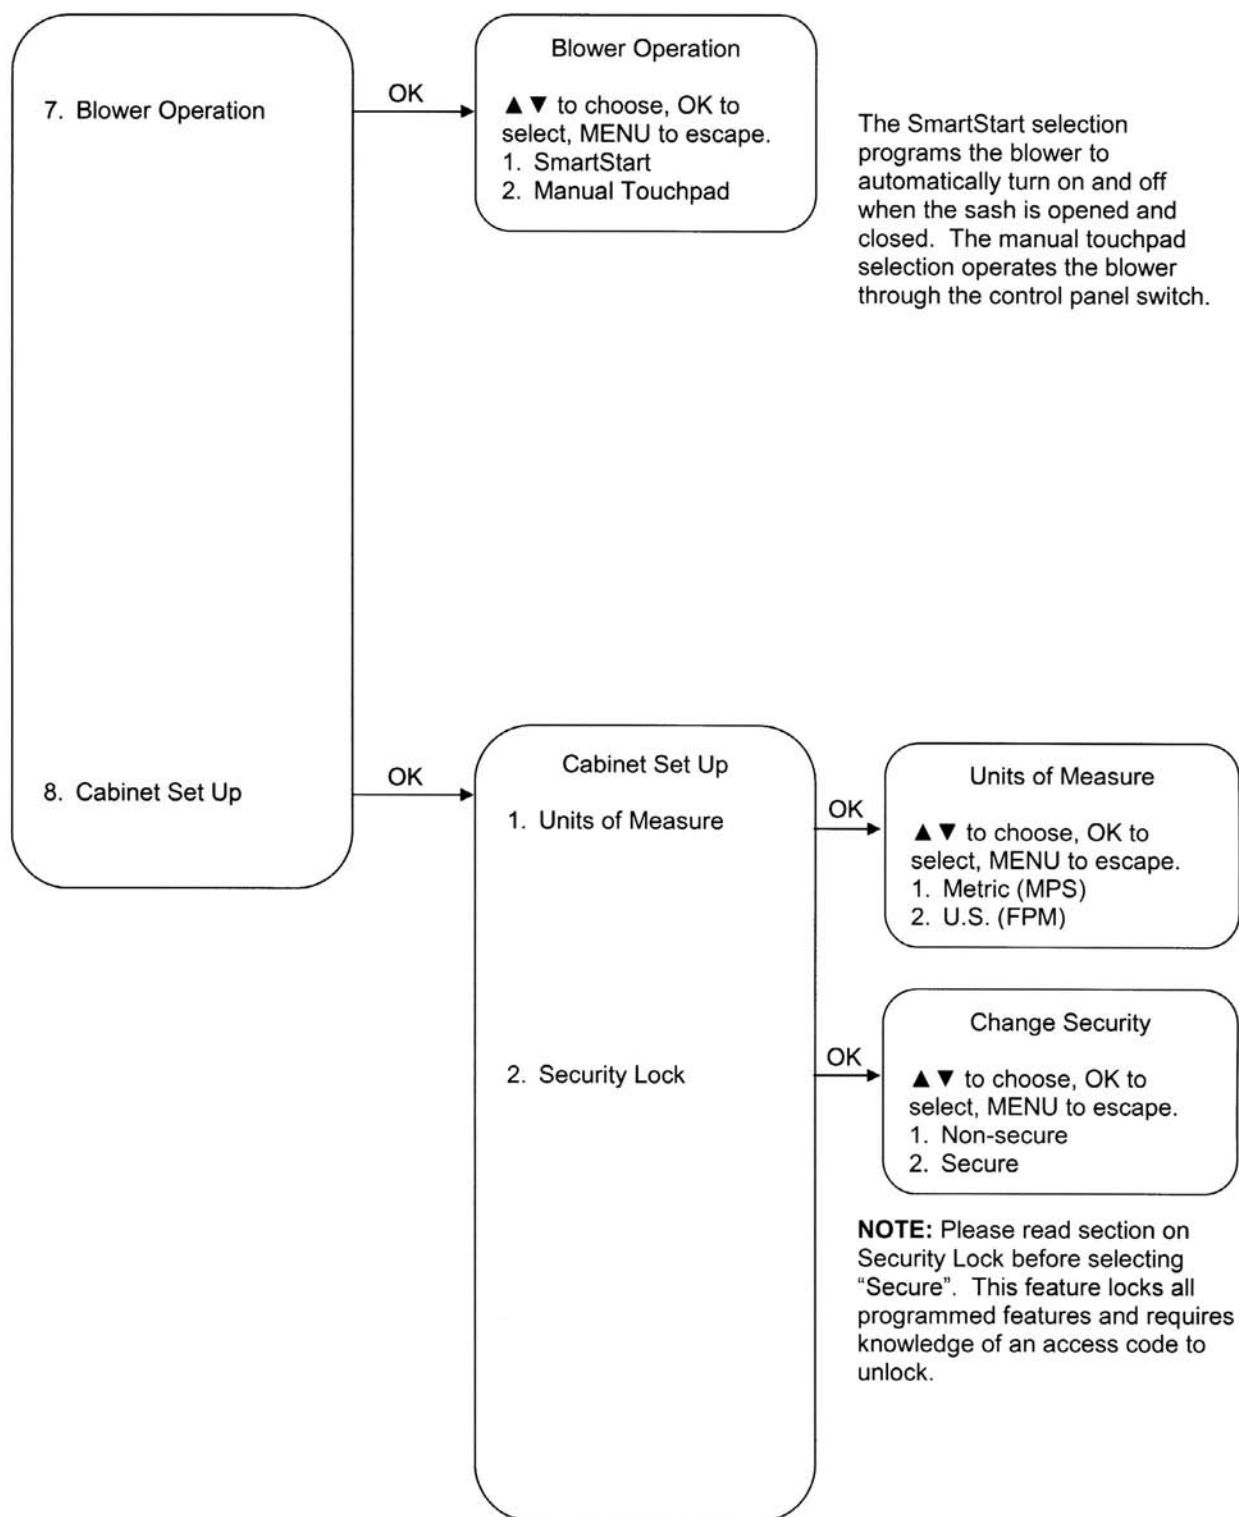 7. Blower Operation
OK
Blower Operation
▲▼ to choose, OK to
select, MENU to escape.
1. SmartStart
2. Manual Touchpad
The SmartStart selection
programs the blower to
automatically turn on and off
when the sash is opened and
closed. The manual touchpad
selection operates the blower
through the control panel switch.
8. Cabinet Set Up
OK
Cabinet Set Up
1. Units of Measure
OK
Units of Measure
▲▼ to choose, OK to
select, MENU to escape.
1. Metric (MPS)
2. U.S. (FPM)
2. Security Lock
OK
Change Security
▲▼ to choose, OK to
select, MENU to escape.
1. Non-secure
2. Secure
NOTE: Please read section on
Security Lock before selecting
“Secure”. This feature locks all
programmed features and requires
knowledge of an access code to
unlock.